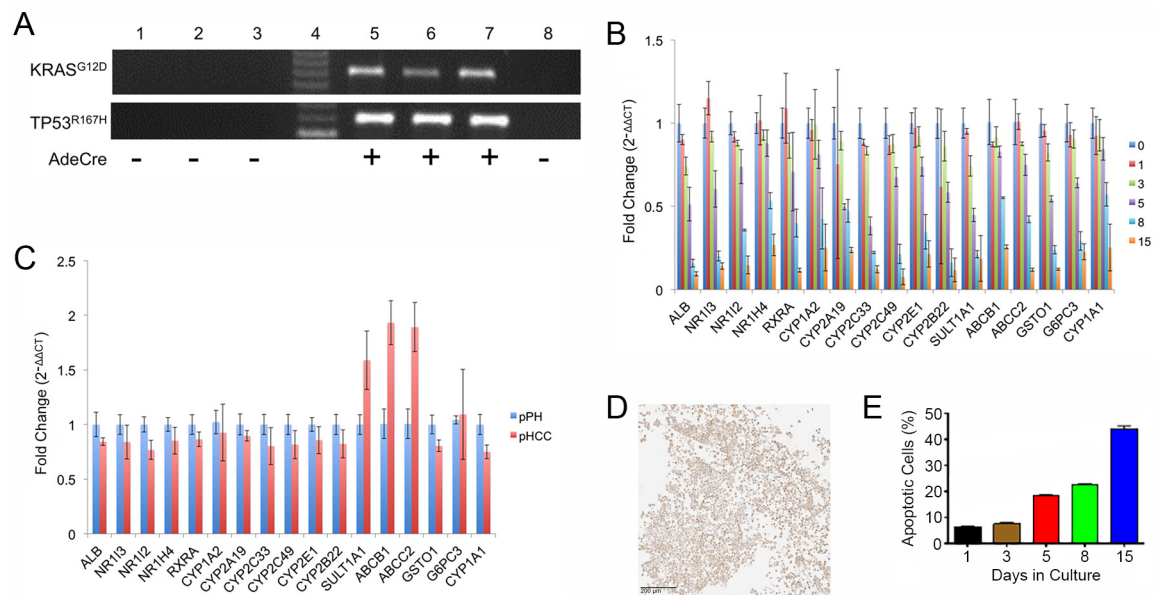 A
1 2 3 4 5 6 7 8
KRASG12D
TP53R167H
AdeCre - - - + + + -
B
Fold Change (2-ΔΔCT)
1.5
1
0.5
0
ALB NR1I3 NR1I2 NR1H4 RXRA CYP1A2 CYP2A19 CYP2C33 CYP2C49 CYP2E1 CYP2B22 SULT1A1 ABCB1 ABCC2 GSTO1 G6PC3 CYP1A1
0
1
3
5
8
15
C
Fold Change (2-ΔΔCT)
2.5
2
1.5
1
0.5
0
ALB NR1I3 NR1I2 NR1H4 RXRA CYP1A2 CYP2A19 CYP2C33 CYP2C49 CYP2E1 CYP2B22 SULT1A1 ABCB1 ABCC2 GSTO1 G6PC3 CYP1A1
pPH
pHCC
D
200 µm
E
Apoptotic Cells (%)
50
40
30
20
10
0
1 3 5 8 15
Days in Culture